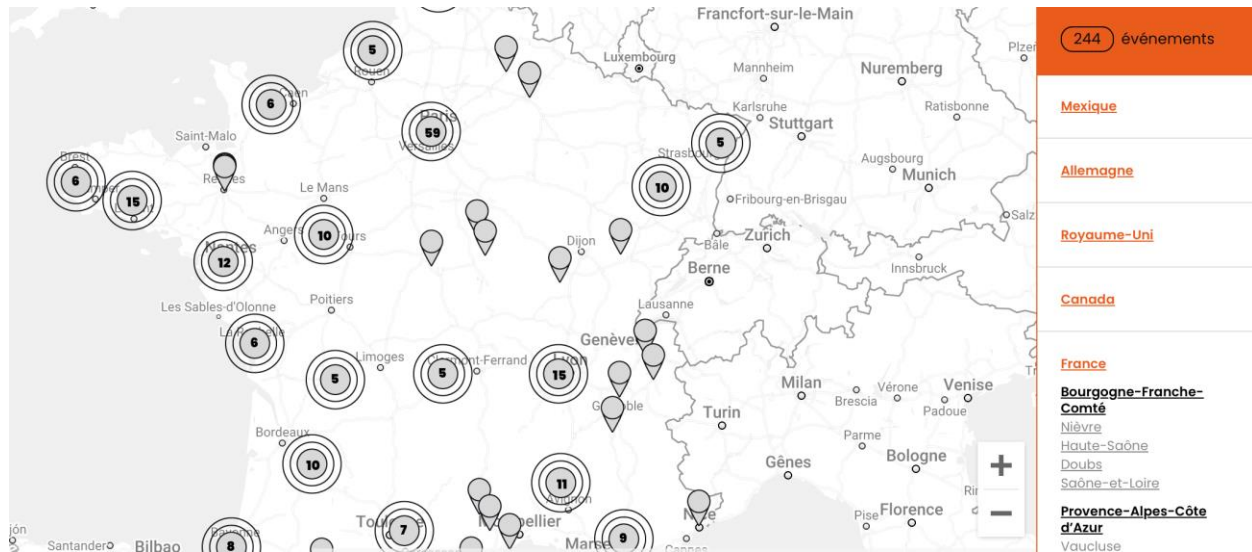 Francfort-sur-le-Main
Luxembourg
Mannheim
Nuremberg
Rouen
Caen
Karlsruhe
Ratisbonne
Paris
Stuttgart
Versailles
Saint-Malo
Strasbourg
Augsbourg
Munich
Brest
Rennes
Le Mans
Fribourg-en-Brisgau
Angers
Tours
Dijon
Bâle
Zurich
Nantes
Berne
Innsbruck
Les Sables-d'Olonne
Poitiers
Lausanne
La Rochelle
Genève
Limoges
Clermont-Ferrand
Lyon
Milan
Vérone
Venise
Brescia
Padoue
Grenoble
Turin
Bordeaux
Parme
Gênes
Bologne
Avignon
Toulouse
Montpellier
Nice
Pise
Florence
Bayonne
Marse
Cannes
Santander
Bilbao
5
6
59
5
6
15
10
10
12
6
5
5
15
10
11
7
9
8
+
−
244 événements
Mexique
Allemagne
Royaume-Uni
Canada
France
Bourgogne-Franche-
Comté
Nièvre
Haute-Saône
Doubs
Saône-et-Loire
Provence-Alpes-Côte
d'Azur
Vaucluse